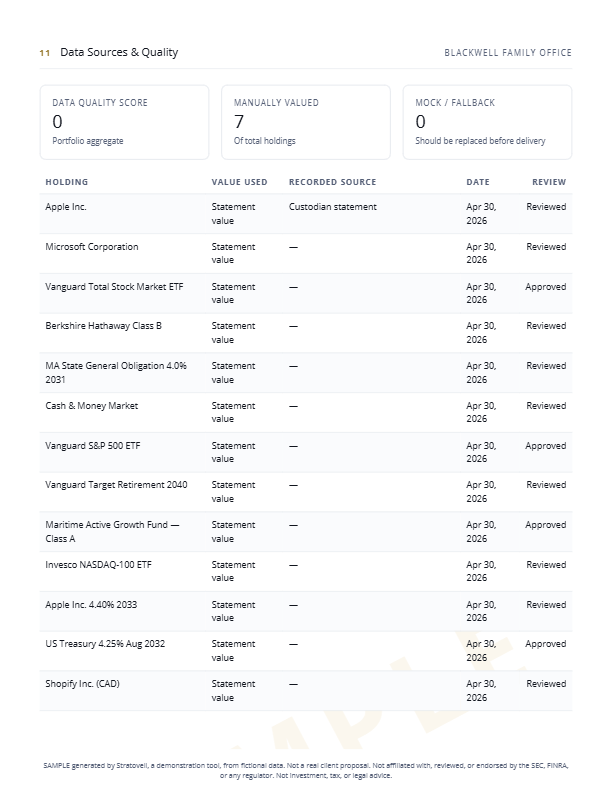 11 Data Sources & Quality BLACKWELL FAMILY OFFICE
DATA QUALITY SCORE MANUALLY VALUED MOCK / FALLBACK
0 7 0
Portfolio aggregate Of total holdings Should be replaced before delivery
HOLDING VALUE USED RECORDED SOURCE DATE REVIEW
Apple Inc. Statement Custodian statement Apr 30, Reviewed
value 2026
Microsoft Corporation Statement — Apr 30, Reviewed
value 2026
Vanguard Total Stock Market ETF Statement — Apr 30, Approved
value 2026
Berkshire Hathaway Class B Statement — Apr 30, Reviewed
value 2026
MA State General Obligation 4.0% Statement — Apr 30, Reviewed
2031 value 2026
Cash & Money Market Statement — Apr 30, Reviewed
value 2026
Vanguard S&P 500 ETF Statement — Apr 30, Approved
value 2026
Vanguard Target Retirement 2040 Statement — Apr 30, Reviewed
value 2026
Maritime Active Growth Fund — Statement — Apr 30, Approved
Class A value 2026
Invesco NASDAQ-100 ETF Statement — Apr 30, Reviewed
value 2026
Apple Inc. 4.40% 2033 Statement — Apr 30, Reviewed
value 2026
US Treasury 4.25% Aug 2032 Statement — Apr 30, Approved
value 2026
Shopify Inc. (CAD) Statement — Apr 30, Reviewed
value 2026
SAMPLE generated by Stratovell, a demonstration tool, from fictional data. Not a real client proposal. Not affiliated with, reviewed, or endorsed by the SEC, FINRA,
or any regulator. Not investment, tax, or legal advice.